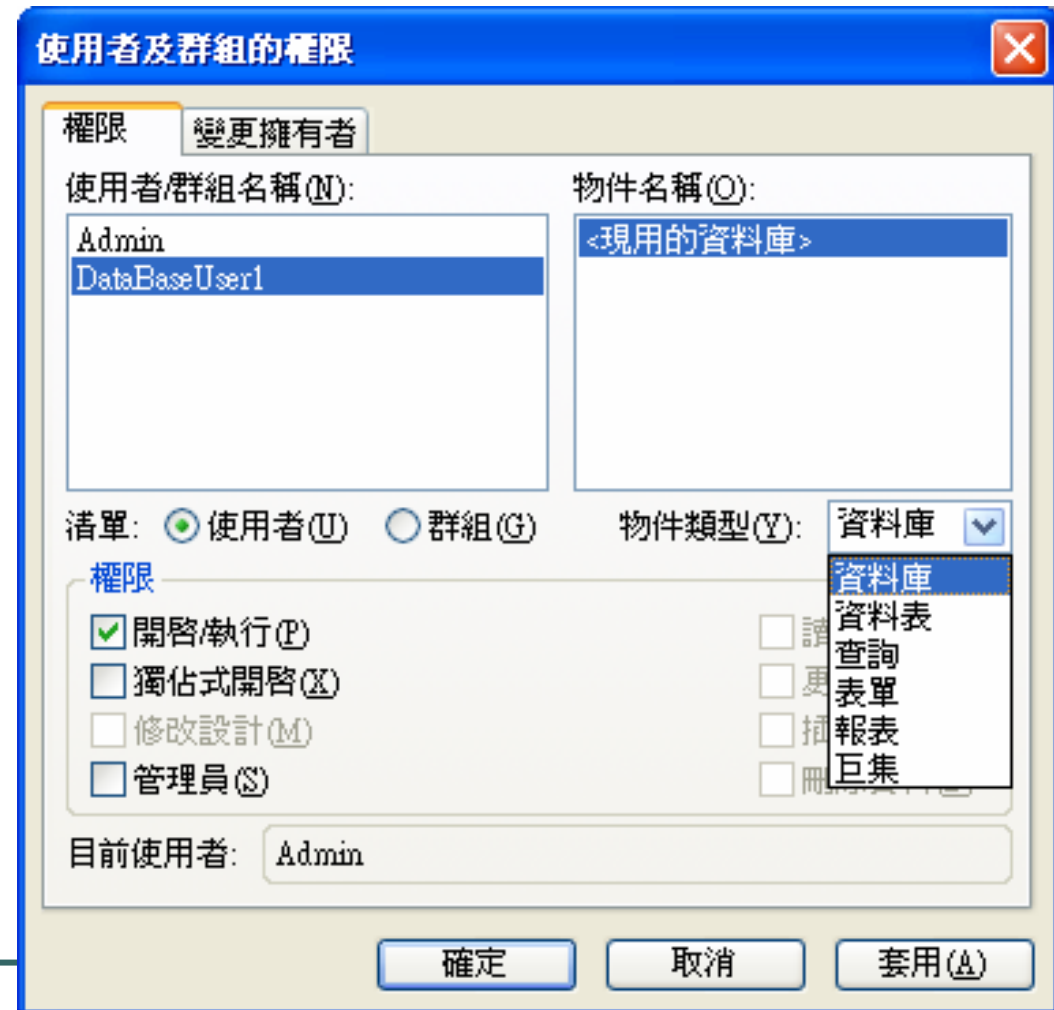 使用者及群組的權限
權限 變更擁有者
使用者/群組名稱(N): 物件名稱(O):
Admin <現用的資料庫>
DataBaseUser1
清單: 使用者(U) 群組(G) 物件類型(Y): 資料庫
權限 資料庫
資料表
查詢
表單
報表
巨集
開啓/執行(P)
獨佔式開啓(X)
修改設計(M)
管理員(S)
目前使用者: Admin
確定 取消 套用(A)